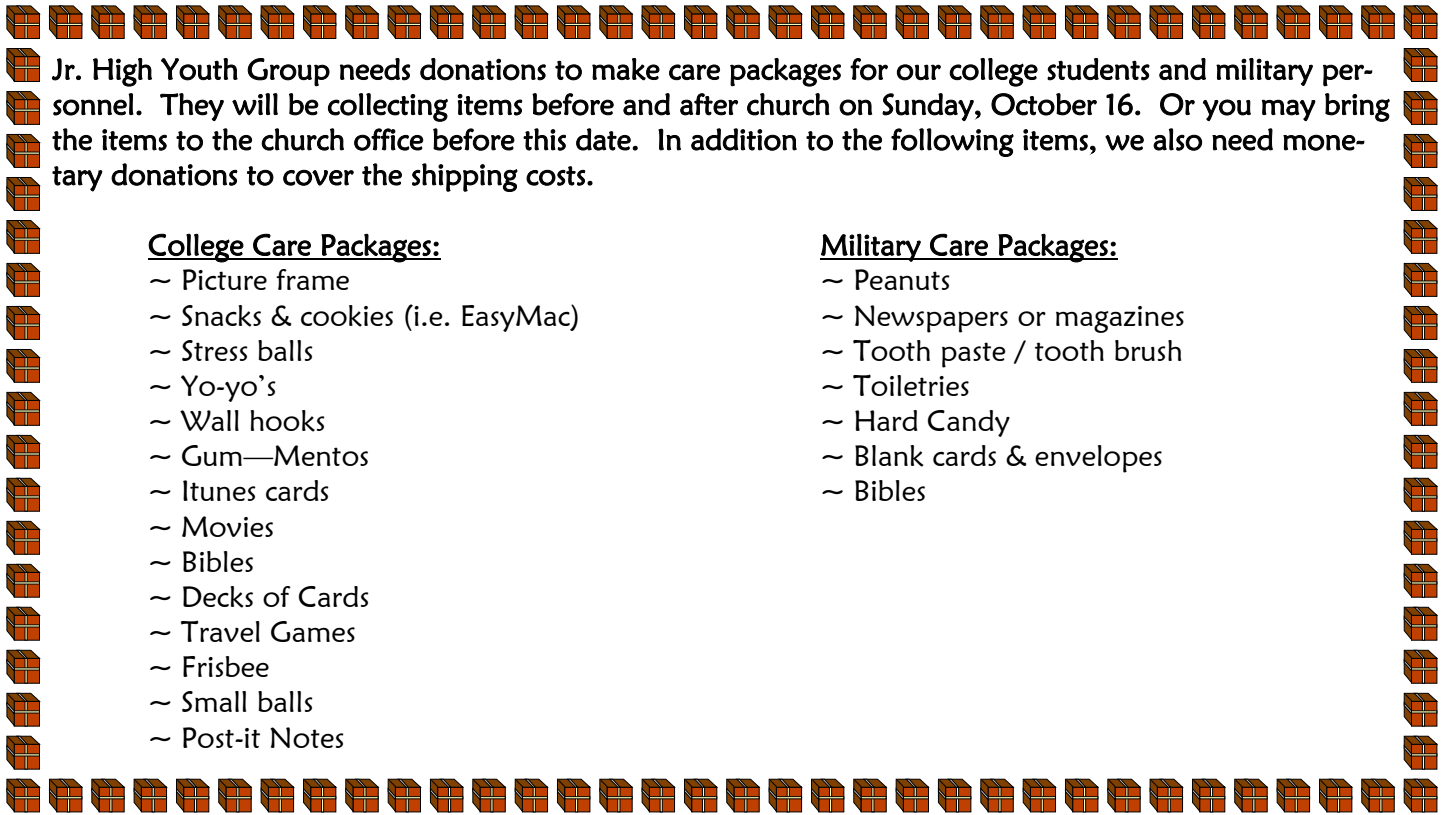 Jr. High Youth Group needs donations to make care packages for our college students and military per-
sonnel.  They will be collecting items before and after church on Sunday, October 16.  Or you may bring
the items to the church office before this date.  In addition to the following items, we also need mone-
tary donations to cover the shipping costs.
College Care Packages:
~ Picture frame
~ Snacks & cookies (i.e. EasyMac)
~ Stress balls
~ Yo-yo’s
~ Wall hooks
~ Gum—Mentos
~ Itunes cards
~ Movies
~ Bibles
~ Decks of Cards
~ Travel Games
~ Frisbee
~ Small balls
~ Post-it Notes
Military Care Packages:
~ Peanuts
~ Newspapers or magazines
~ Tooth paste / tooth brush
~ Toiletries
~ Hard Candy
~ Blank cards & envelopes
~ Bibles